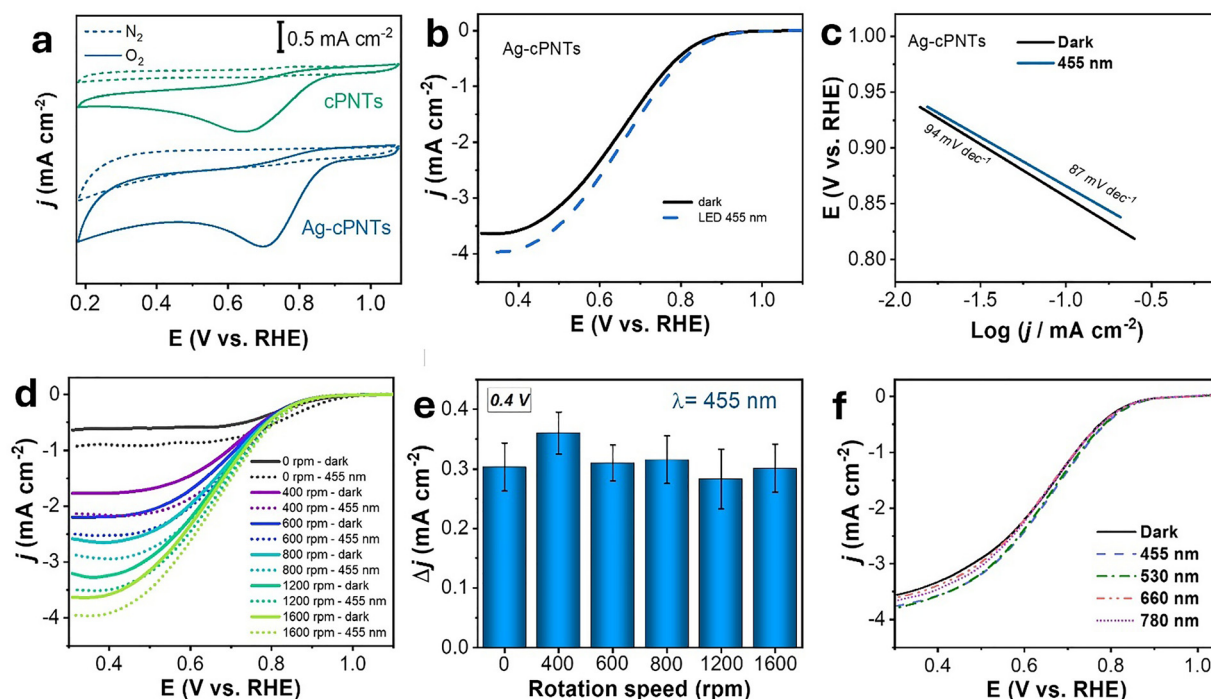 a
N2
O2
0.5 mA cm-2
cPNTs
Ag-cPNTs
j (mA cm-2)
0.2 0.4 0.6 0.8 1.0
E (V vs. RHE)
b
Ag-cPNTs
dark
LED 455 nm
0
-1
-2
-3
-4
j (mA cm-2)
0.4 0.6 0.8 1.0
E (V vs. RHE)
c
Ag-cPNTs
Dark
455 nm
94 mV dec-1
87 mV dec-1
1.00
0.95
0.90
0.85
0.80
E (V vs. RHE)
-2.0 -1.5 -1.0 -0.5
Log (j / mA cm-2)
d
0 rpm - dark
0 rpm - 455 nm
400 rpm - dark
400 rpm - 455 nm
600 rpm - dark
600 rpm - 455 nm
800 rpm - dark
800 rpm - 455 nm
1200 rpm - dark
1200 rpm - 455 nm
1600 rpm - dark
1600 rpm - 455 nm
0
-1
-2
-3
-4
j (mA cm-2)
0.4 0.6 0.8 1.0
E (V vs. RHE)
e
0.4 V
λ= 455 nm
0.4
0.3
0.2
0.1
0.0
Δj (mA cm-2)
0 400 600 800 1200 1600
Rotation speed (rpm)
f
Dark
455 nm
530 nm
660 nm
780 nm
0
-1
-2
-3
-4
j (mA cm-2)
0.4 0.6 0.8 1.0
E (V vs. RHE)